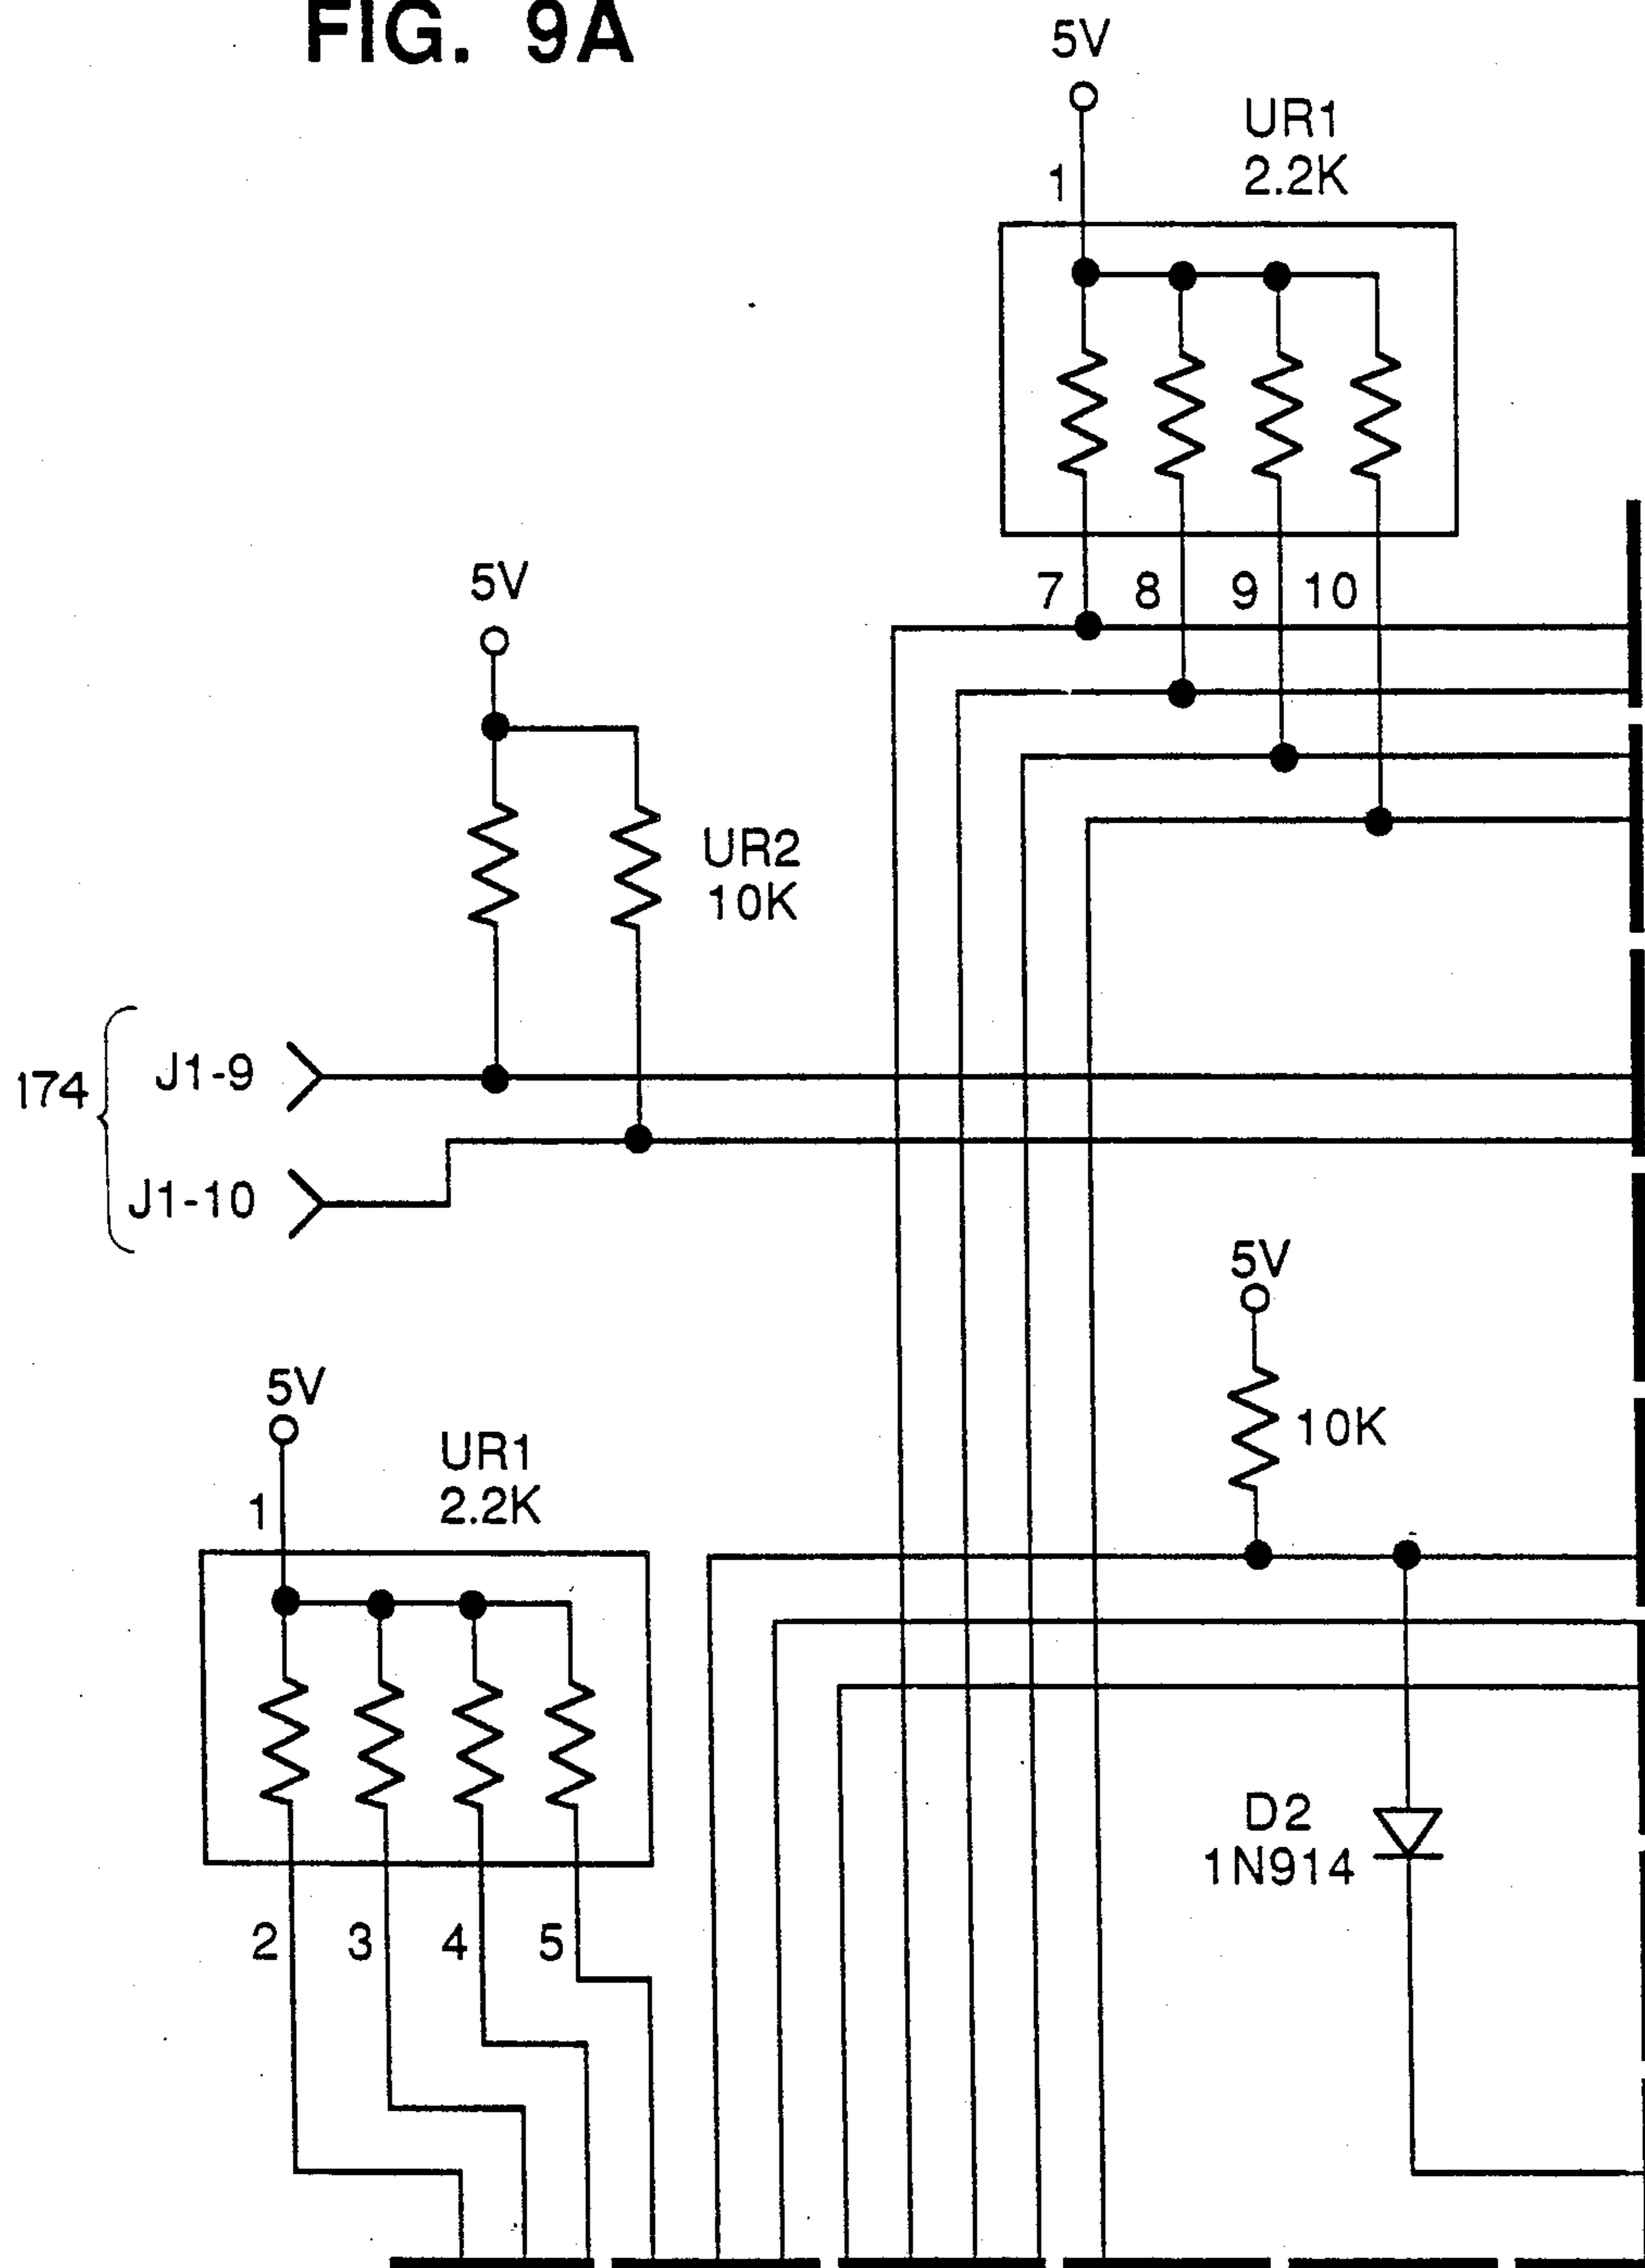 FIG. 9A
5V
UR1
2.2K
1
7 8 9 10
5V
UR2
10K
174
J1-9
J1-10
5V
10K
5V
UR1
2.2K
1
D2
1N914
2 3 4 5